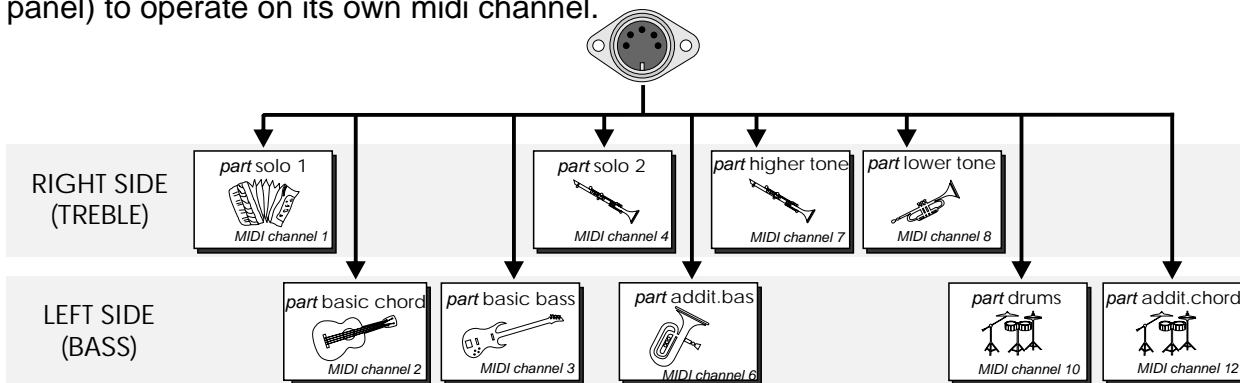 panel) to operate on its own midi channel.
RIGHT SIDE
(TREBLE)
part solo 1
MIDI channel 1
part solo 2
MIDI channel 4
part higher tone
MIDI channel 7
part lower tone
MIDI channel 8
LEFT SIDE
(BASS)
part basic chord
MIDI channel 2
part basic bass
MIDI channel 3
part addit.bas
MIDI channel 6
part drums
MIDI channel 10
part addit.chord
MIDI channel 12